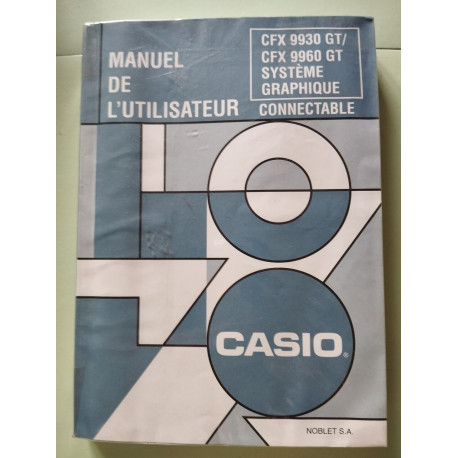 MANUEL
DE
L'UTILISATEUR
CFX 9930 GT/
CFX 9960 GT
SYSTÈME
GRAPHIQUE
CONNECTABLE
CASIO®
NOBLET S.A.